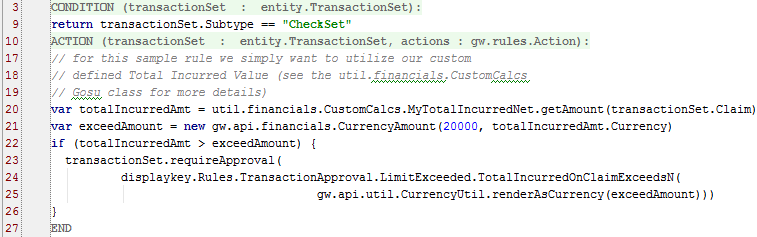 3 CONDITION (transactionSet : entity.TransactionSet):
9 return transactionSet.Subtype == "CheckSet"
10 ACTION (transactionSet : entity.TransactionSet, actions : gw.rules.Action):
17 // for this sample rule we simply want to utilize our custom
18 // defined Total Incurred Value (see the util.financials.CustomCalcs
19 // Gosu class for more details)
20 var totalIncurredAmt = util.financials.CustomCalcs.MyTotalIncurredNet.getAmount(transactionSet.Claim)
21 var exceedAmount = new gw.api.financials.CurrencyAmount(20000, totalIncurredAmt.Currency)
22 if (totalIncurredAmt > exceedAmount) {
23 transactionSet.requireApproval(
24 displaykey.Rules.TransactionApproval.LimitExceeded.TotalIncurredOnClaimExceedsN(
25 gw.api.util.CurrencyUtil.renderAsCurrency(exceedAmount)))
26 }
27 END